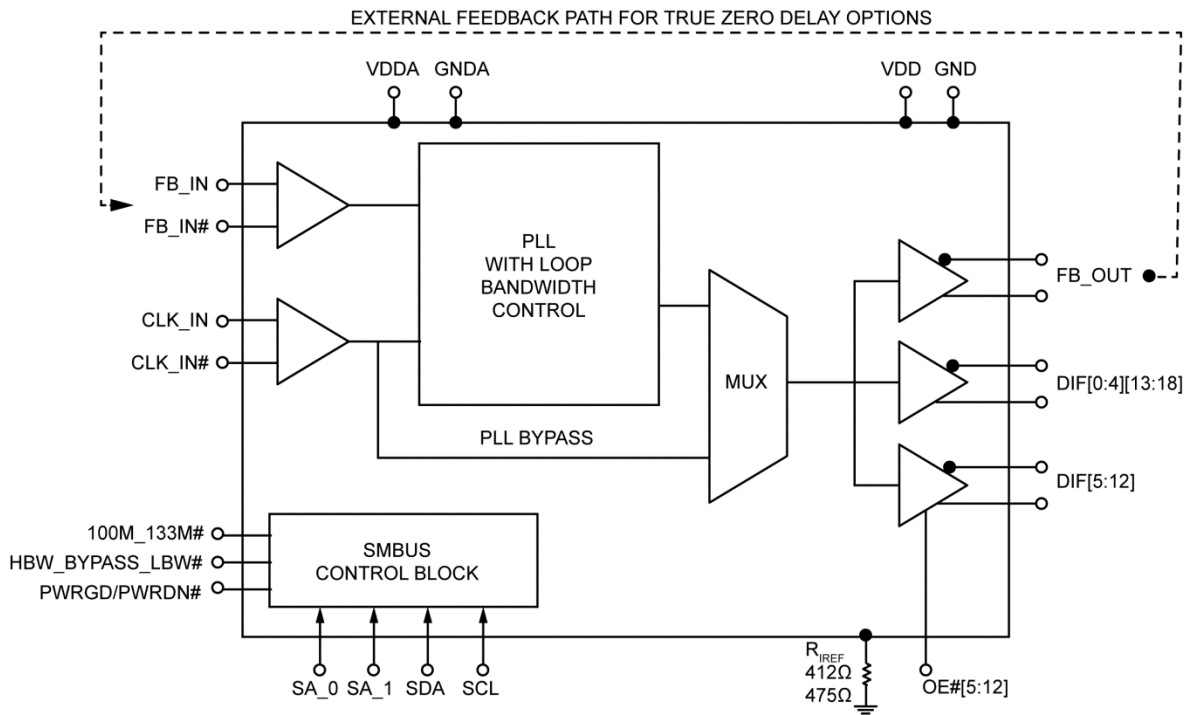 EXTERNAL FEEDBACK PATH FOR TRUE ZERO DELAY OPTIONS
VDDA
GNDA
VDD
GND
FB_IN
FB_IN#
PLL
WITH LOOP
BANDWIDTH
CONTROL
FB_OUT
CLK_IN
CLK_IN#
MUX
DIF[0:4][13:18]
PLL BYPASS
DIF[5:12]
100M_133M#
HBW_BYPASS_LBW#
PWRGD/PWRDN#
SMBUS
CONTROL BLOCK
SA_0
SA_1
SDA
SCL
RIREF
412Ω
475Ω
OE#[5:12]